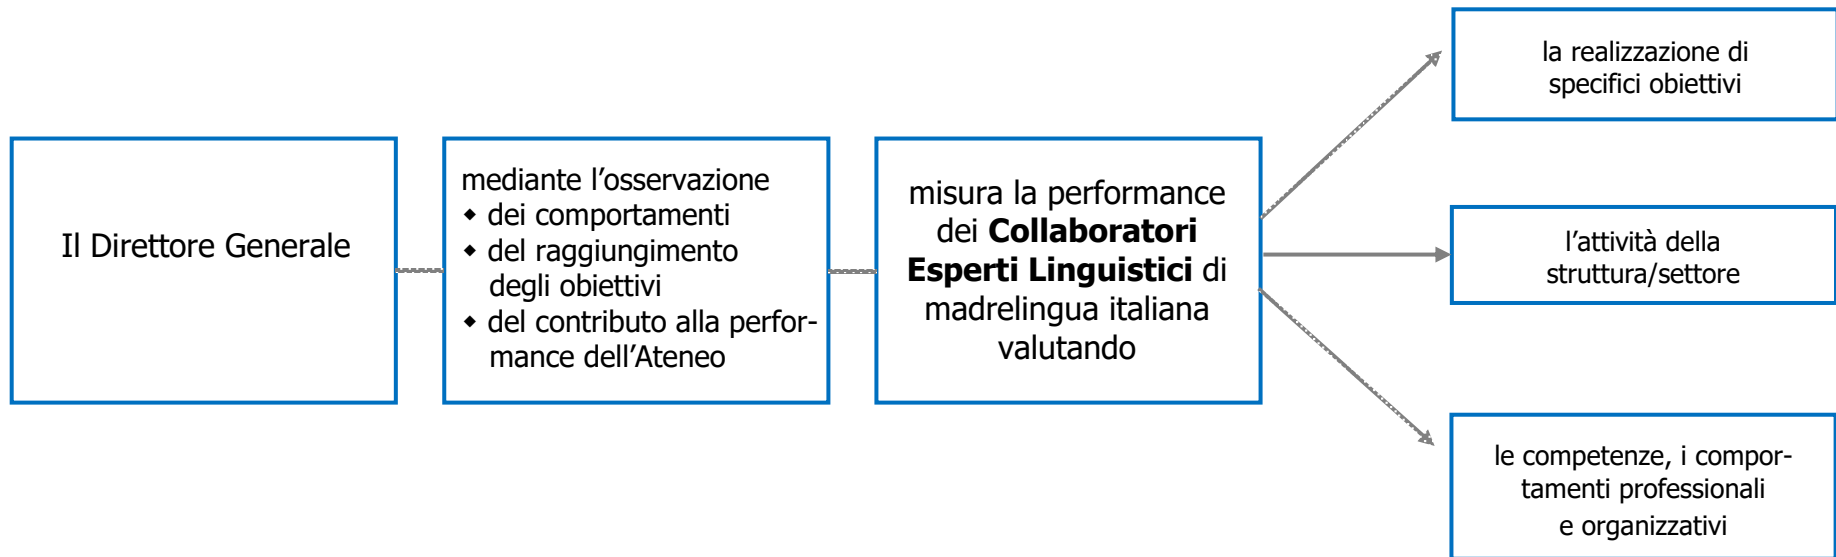 Il Direttore Generale
mediante l'osservazione
◆ dei comportamenti
◆ del raggiungimento
degli obiettivi
◆ del contributo alla perfor-
mance dell'Ateneo
misura la performance
dei Collaboratori
Esperti Linguistici di
madrelingua italiana
valutando
la realizzazione di
specifici obiettivi
l'attività della
struttura/settore
le competenze, i compor-
tamenti professionali
e organizzativi